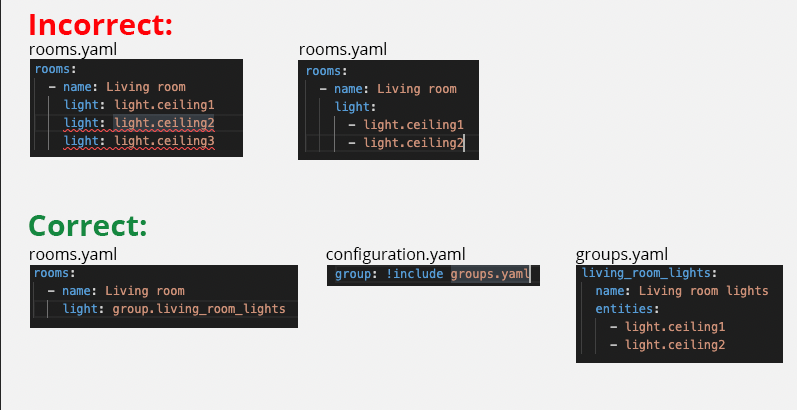 Incorrect:
rooms.yaml
rooms:
- name: Living room
light: light.ceiling1
light: light.ceiling2
light: light.ceiling3
rooms.yaml
rooms:
- name: Living room
light:
- light.ceiling1
- light.ceiling2
Correct:
rooms.yaml
rooms:
- name: Living room
light: group.living_room_lights
configuration.yaml
group: !include groups.yaml
groups.yaml
living_room_lights:
name: Living room lights
entities:
- light.ceiling1
- light.ceiling2